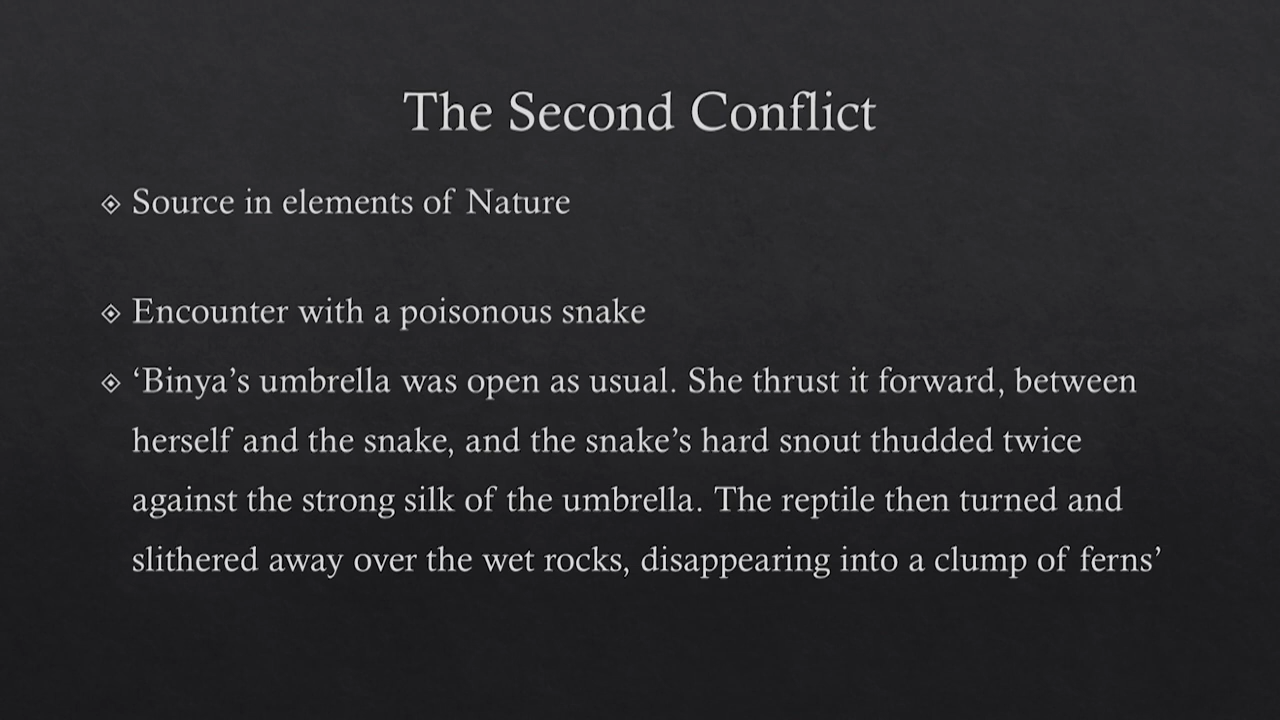 The Second Conflict
Source in elements of Nature
Encounter with a poisonous snake
‘Binya’s umbrella was open as usual. She thrust it forward, between
herself and the snake, and the snake’s hard snout thudded twice
against the strong silk of the umbrella. The reptile then turned and
slithered away over the wet rocks, disappearing into a clump of ferns’